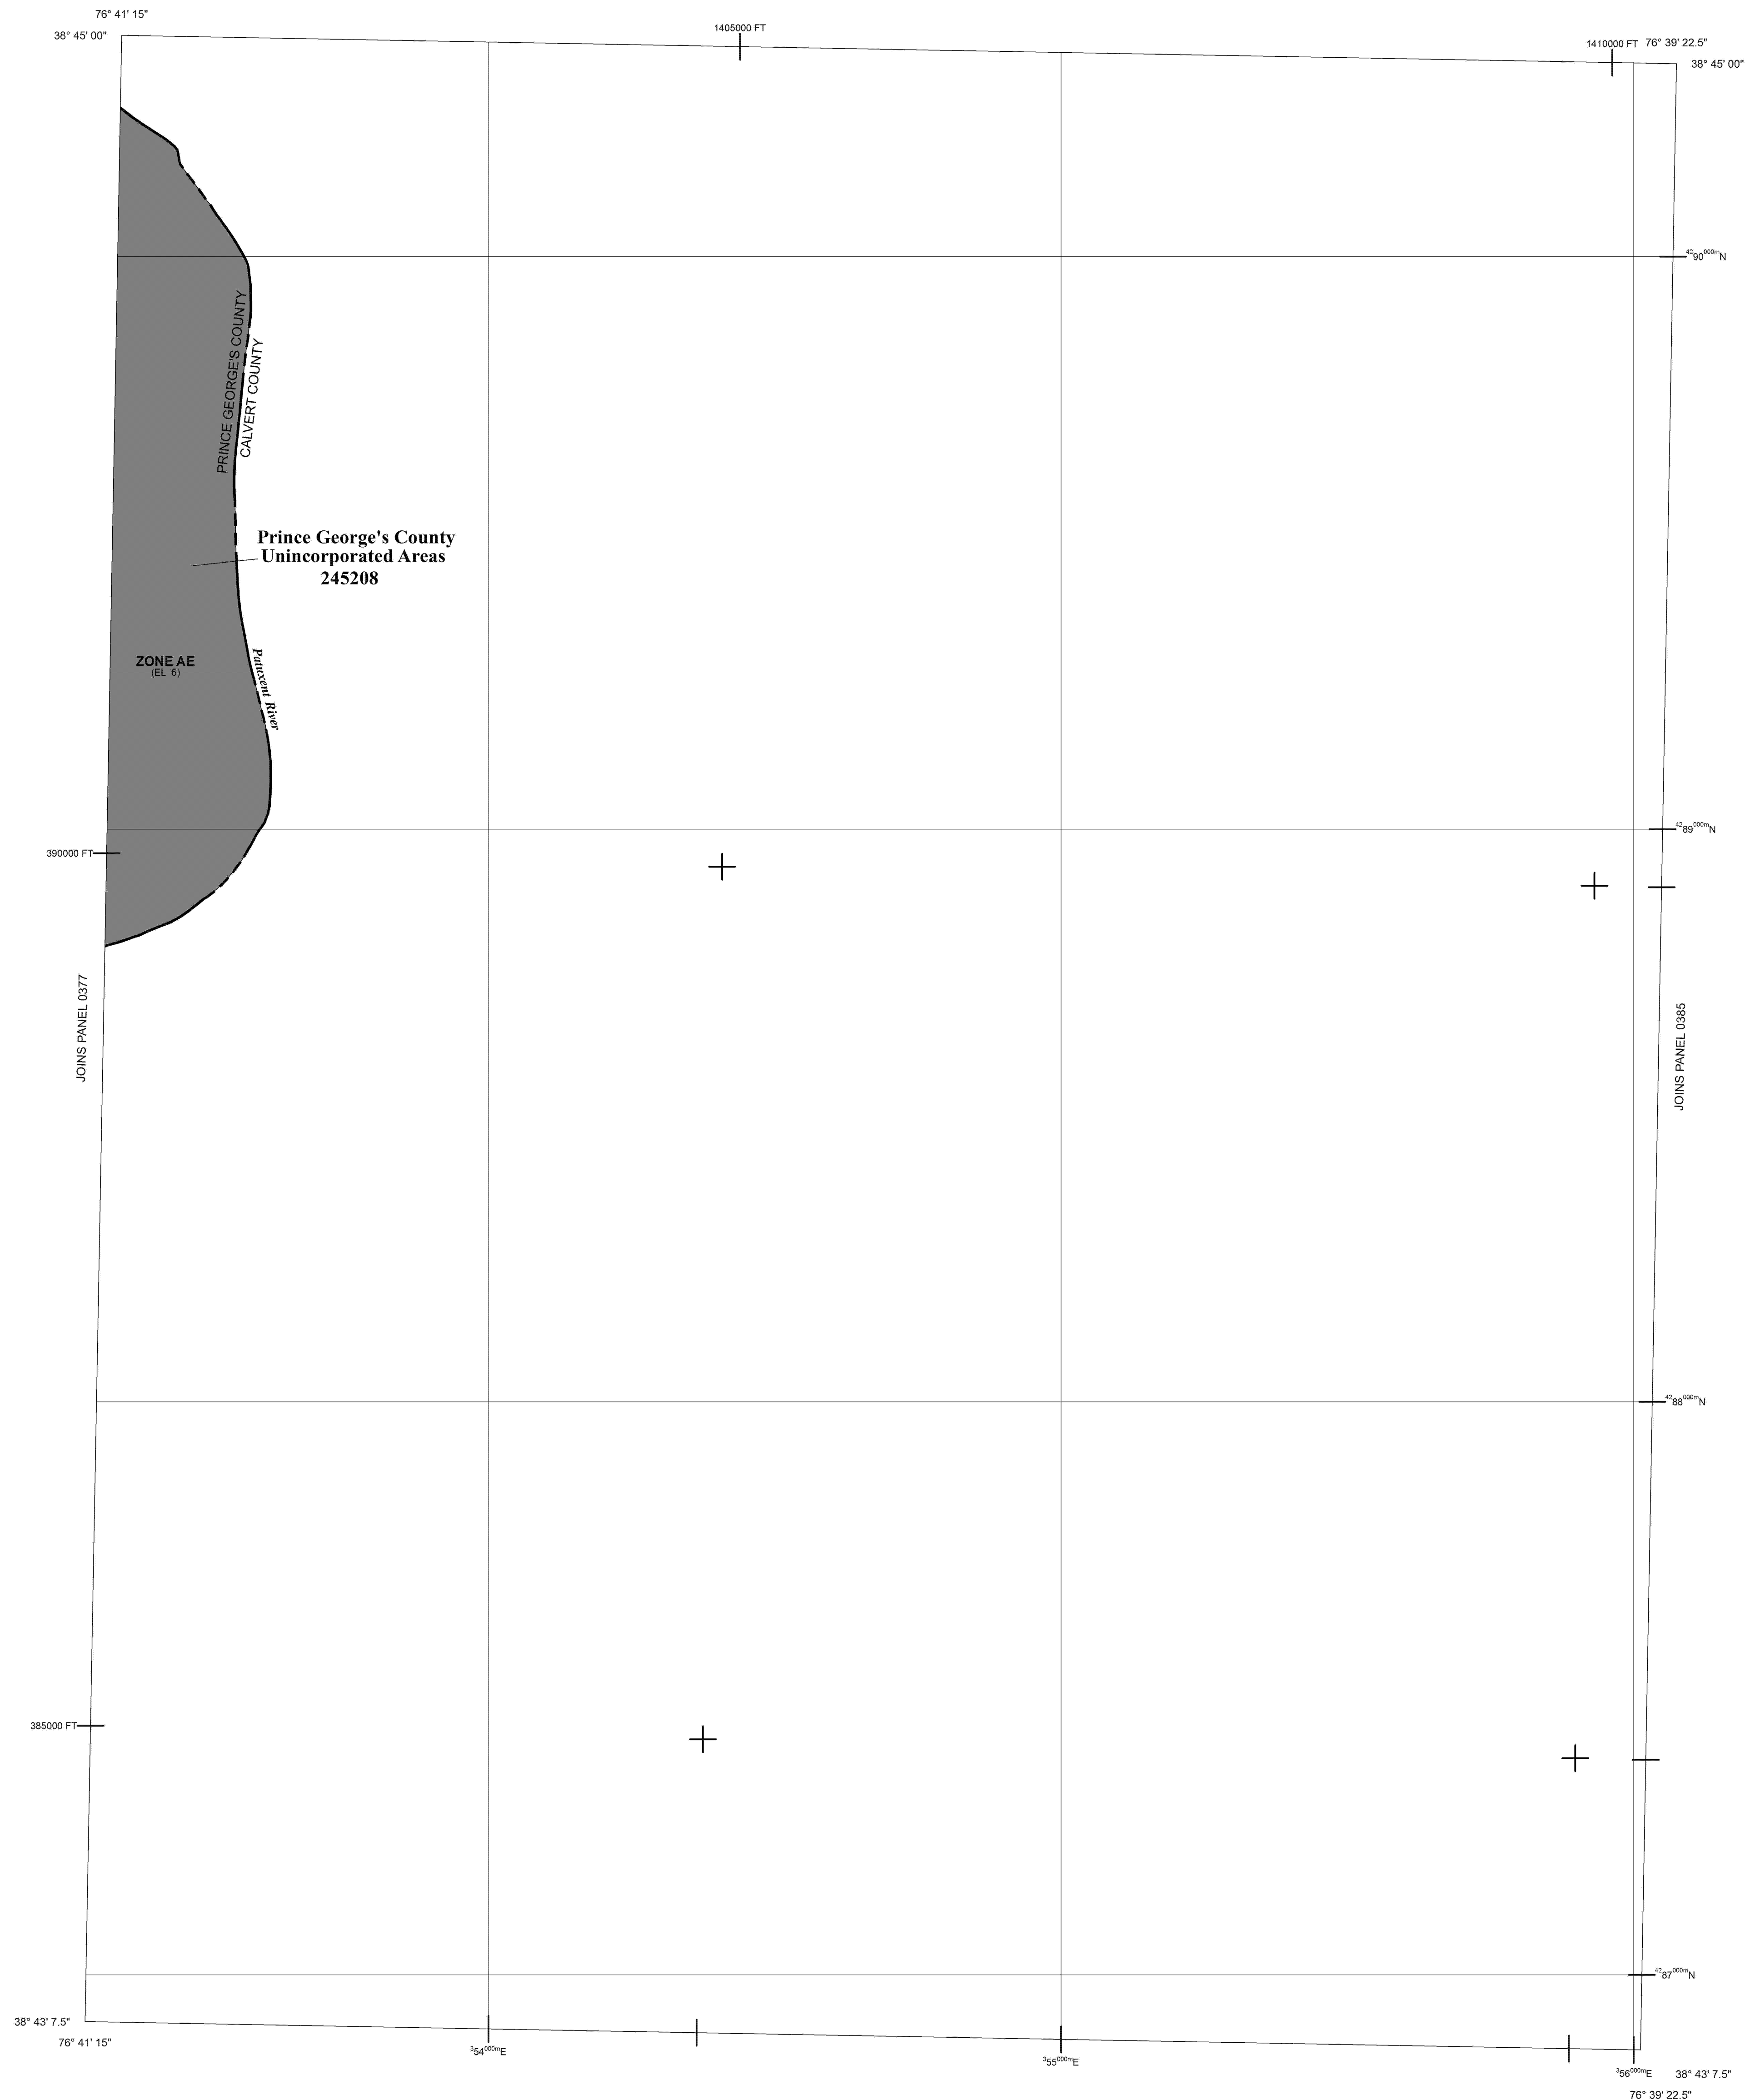 76° 41' 15"
38° 45' 00"
1405000 FT
1410000 FT
76° 39' 22.5"
38° 45' 00"
4290000mN
PRINCE GEORGE'S COUNTY
CALVERT COUNTY
Prince George's County
Unincorporated Areas
245208
ZONE AE
(EL 6)
Patuxent River
4289000mN
390000 FT
JOINS PANEL 0377
JOINS PANEL 0385
4288000mN
385000 FT
4287000mN
38° 43' 7.5"
76° 41' 15"
354000mE
355000mE
356000mE
38° 43' 7.5"
76° 39' 22.5"